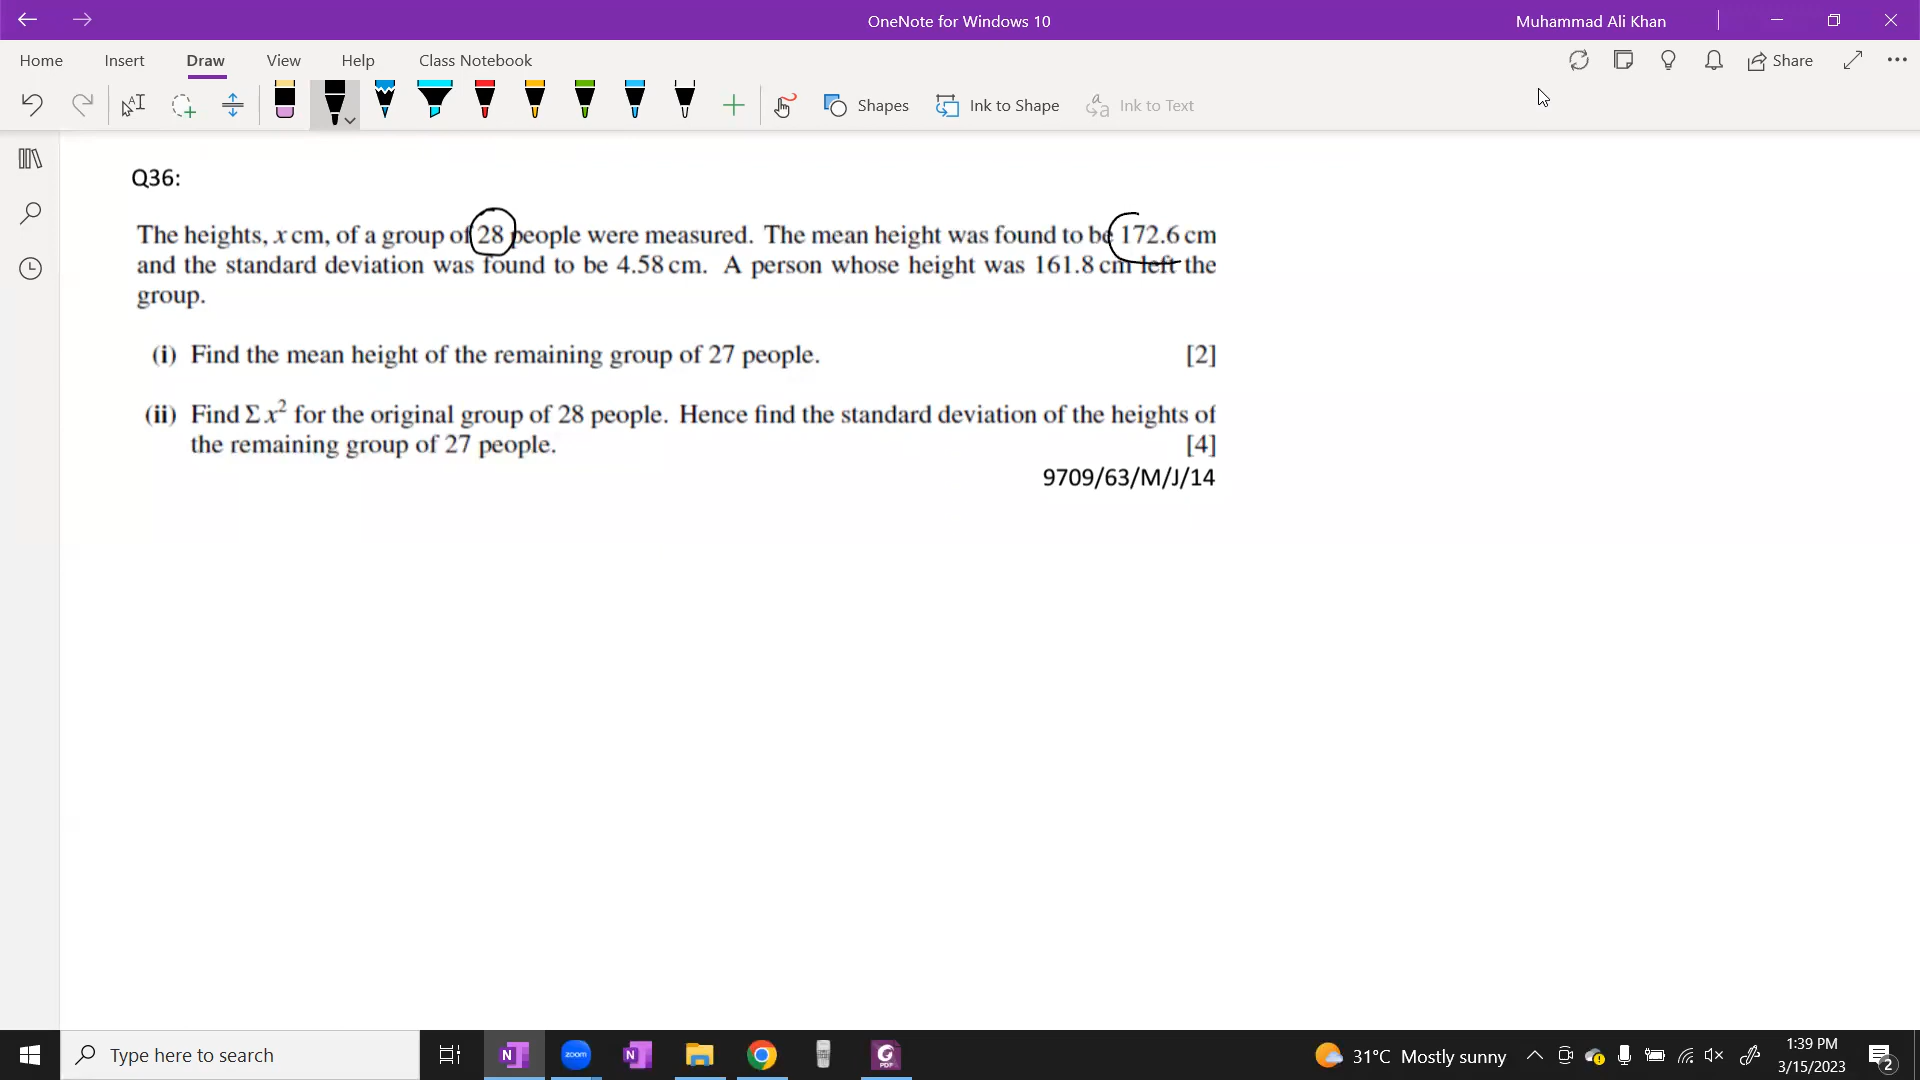 OneNote for Windows 10
Muhammad Ali Khan
Home Insert Draw View Help Class Notebook
Share
Shapes Ink to Shape Ink to Text
Q36:
The heights, x cm, of a group of 28 people were measured. The mean height was found to be 172.6 cm
and the standard deviation was found to be 4.58 cm. A person whose height was 161.8 cm left the
group.
(i) Find the mean height of the remaining group of 27 people. [2]
(ii) Find Σx² for the original group of 28 people. Hence find the standard deviation of the heights of
the remaining group of 27 people. [4]
9709/63/M/J/14
Type here to search
zoom
PDF
31°C Mostly sunny
1:39 PM
3/15/2023
2